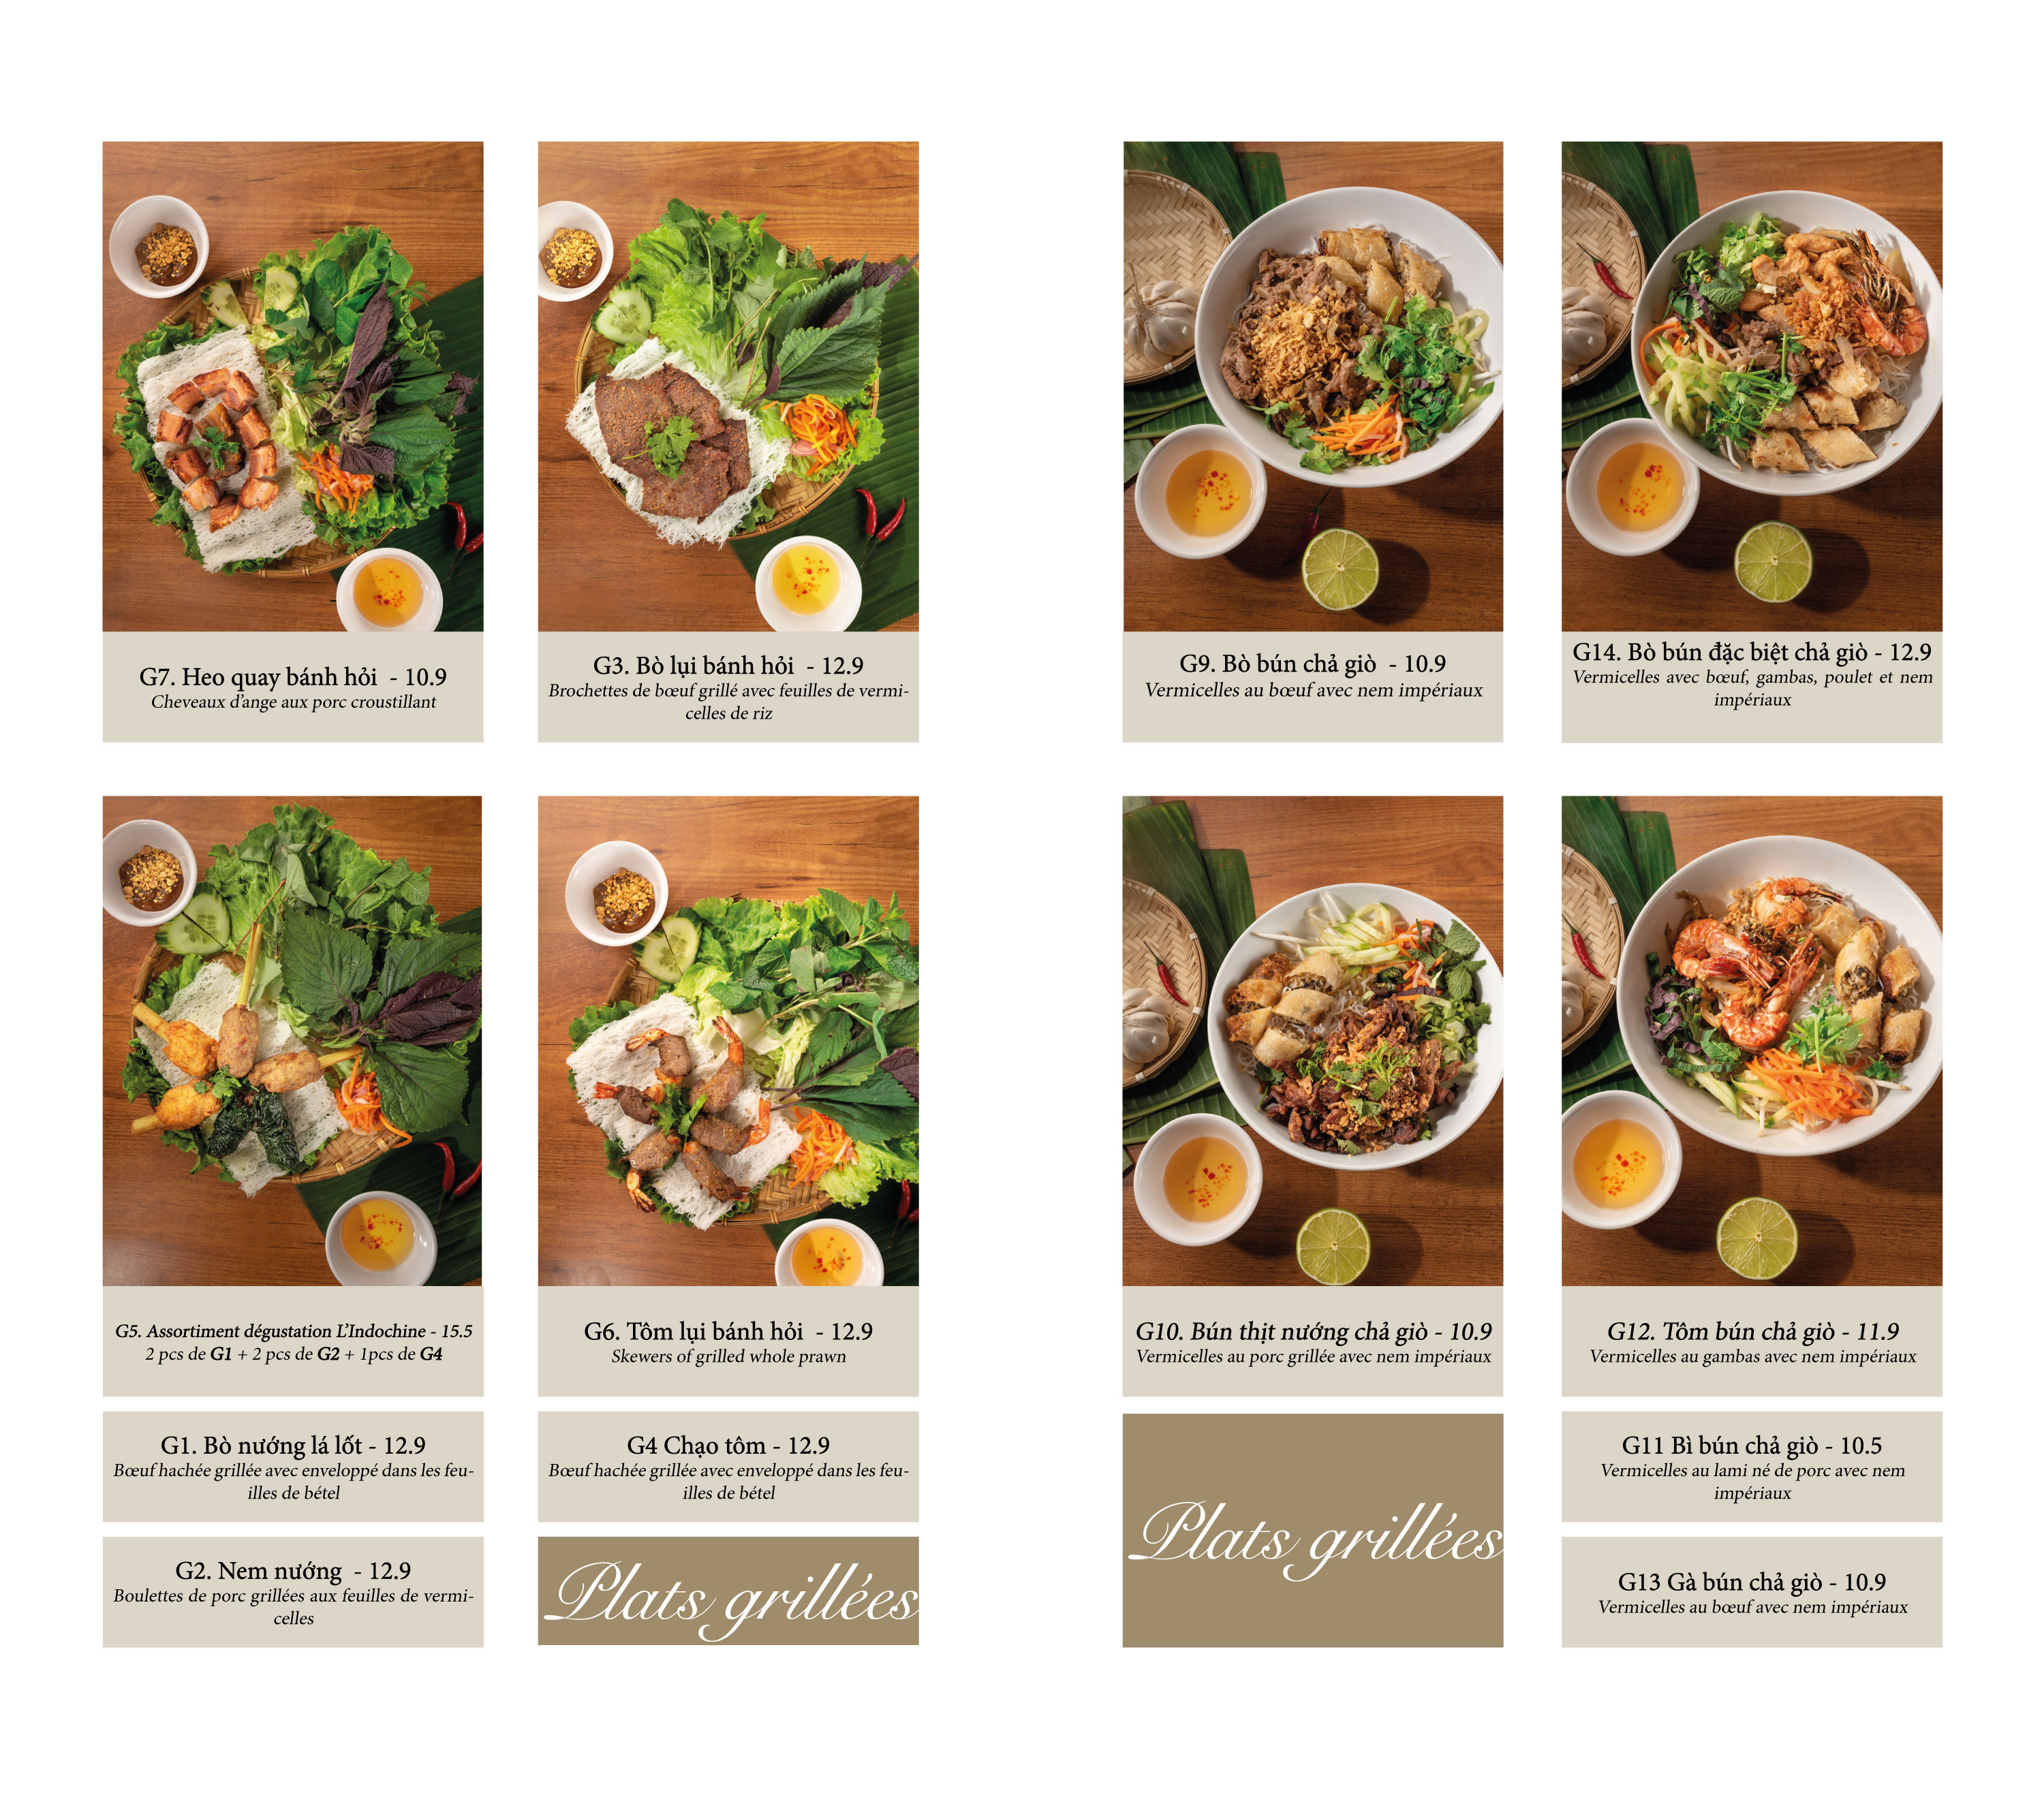 G7. Heo quay bánh hỏi - 10.9
Cheveaux d'ange aux porc croustillant
G3. Bò lụi bánh hỏi - 12.9
Brochettes de bœuf grillé avec feuilles de vermi-
celles de riz
G5. Assortiment dégustation L'Indochine - 15.5
2 pcs de G1 + 2 pcs de G2 + 1pcs de G4
G6. Tôm lụi bánh hỏi - 12.9
Skewers of grilled whole prawn
G1. Bò nướng lá lốt - 12.9
Bœuf hachée grillée avec enveloppé dans les feu-
illes de bétel
G4 Chạo tôm - 12.9
Bœuf hachée grillée avec enveloppé dans les feu-
illes de bétel
G2. Nem nướng - 12.9
Boulettes de porc grillées aux feuilles de vermi-
celles
Plats grillées
G9. Bò bún chả giò - 10.9
Vermicelles au bœuf avec nem impériaux
G14. Bò bún đặc biệt chả giò - 12.9
Vermicelles avec bœuf, gambas, poulet et nem
impériaux
G10. Bún thịt nướng chả giò - 10.9
Vermicelles au porc grillée avec nem impériaux
G12. Tôm bún chả giò - 11.9
Vermicelles au gambas avec nem impériaux
Plats grillées
G11 Bì bún chả giò - 10.5
Vermicelles au lami né de porc avec nem
impériaux
G13 Gà bún chả giò - 10.9
Vermicelles au bœuf avec nem impériaux